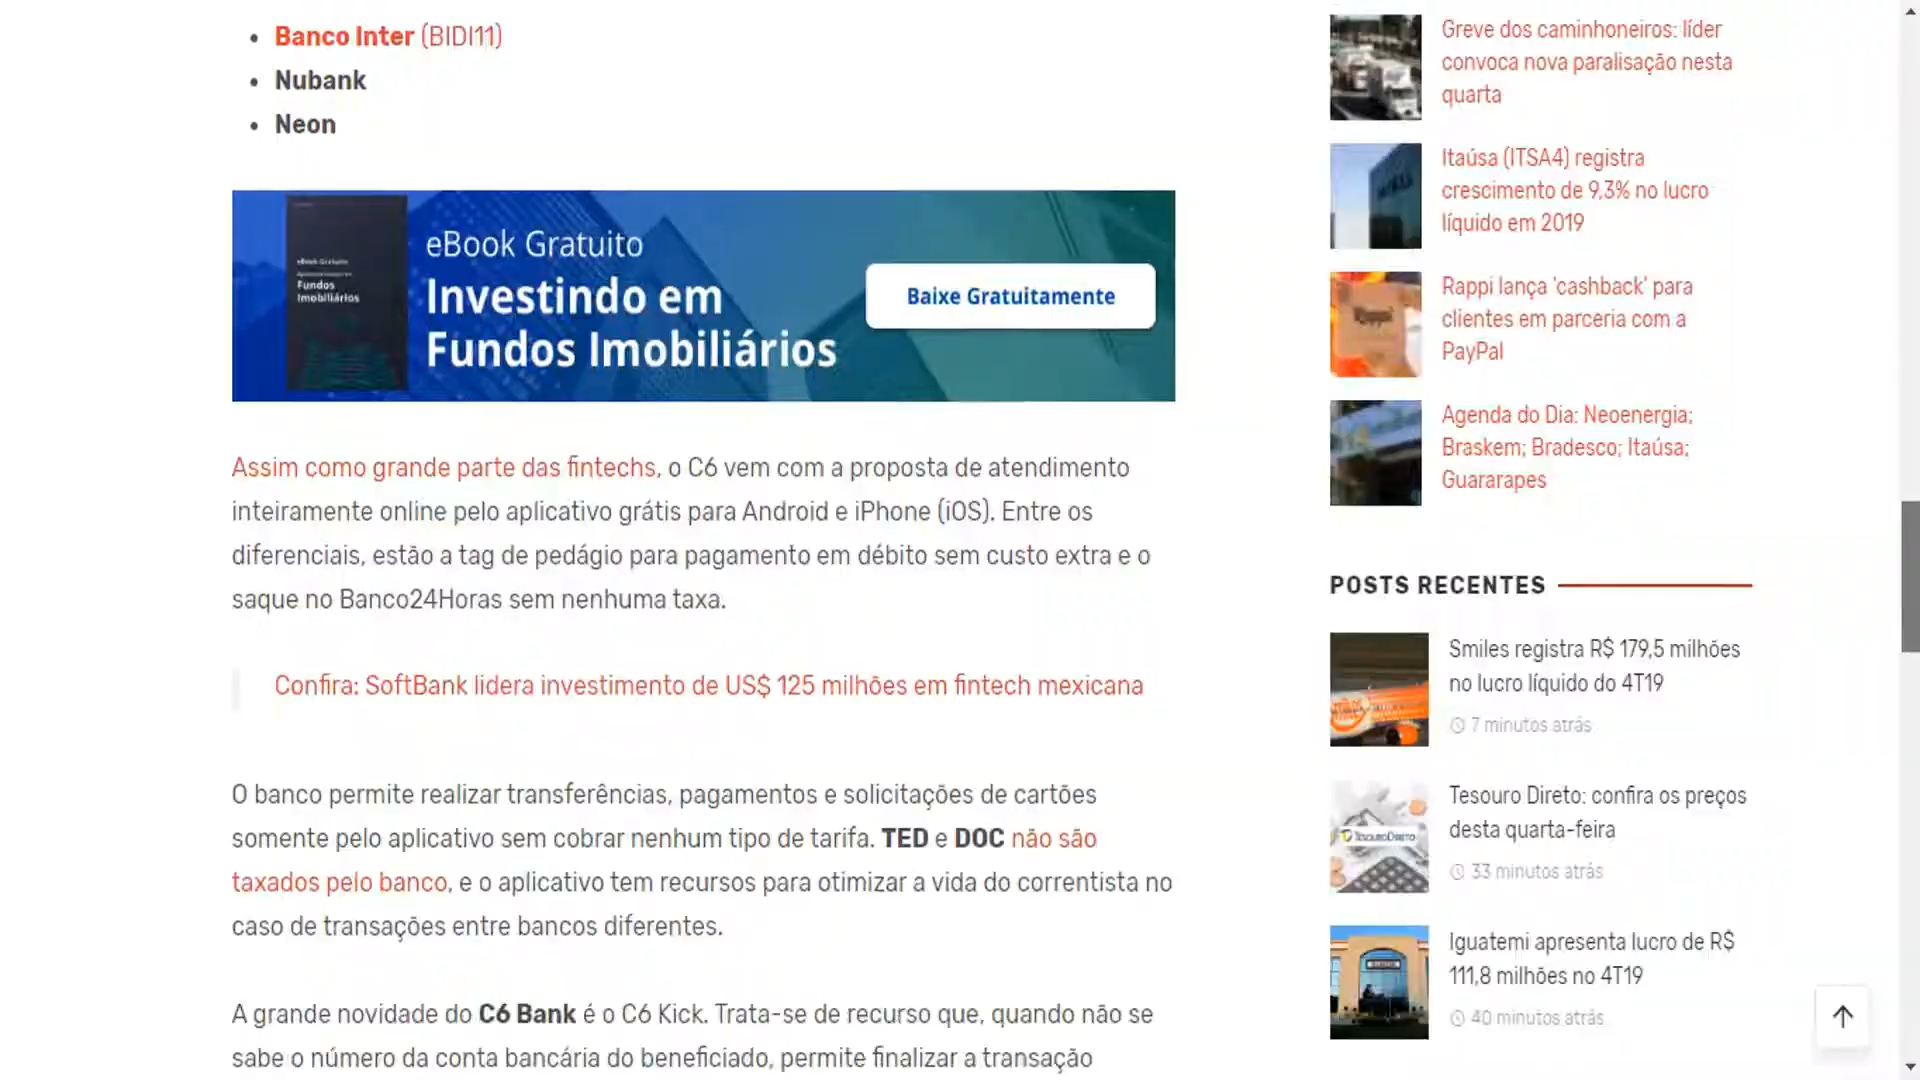 Banco Inter (BIDI11)
Nubank
Neon
eBook Gratuito
Fundos
Imobiliários
eBook Gratuito
Investindo em
Fundos Imobiliários
Baixe Gratuitamente
Assim como grande parte das fintechs, o C6 vem com a proposta de atendimento
inteiramente online pelo aplicativo grátis para Android e iPhone (iOS). Entre os
diferenciais, estão a tag de pedágio para pagamento em débito sem custo extra e o
saque no Banco24Horas sem nenhuma taxa.
Confira: SoftBank lidera investimento de US$ 125 milhões em fintech mexicana
O banco permite realizar transferências, pagamentos e solicitações de cartões
somente pelo aplicativo sem cobrar nenhum tipo de tarifa. TED e DOC não são
taxados pelo banco, e o aplicativo tem recursos para otimizar a vida do correntista no
caso de transações entre bancos diferentes.
A grande novidade do C6 Bank é o C6 Kick. Trata-se de recurso que, quando não se
sabe o número da conta bancária do beneficiado, permite finalizar a transação
Greve dos caminhoneiros: líder
convoca nova paralisação nesta
quarta
Itaúsa (ITSA4) registra
crescimento de 9,3% no lucro
líquido em 2019
Rappi
Rappi lança 'cashback' para
clientes em parceria com a
PayPal
Agenda do Dia: Neoenergia;
Braskem; Bradesco; Itaúsa;
Guararapes
POSTS RECENTES
Smiles registra R$ 179,5 milhões
no lucro líquido do 4T19
7 minutos atrás
TESOURODIRETO
Tesouro Direto: confira os preços
desta quarta-feira
33 minutos atrás
Iguatemi apresenta lucro de R$
111,8 milhões no 4T19
40 minutos atrás